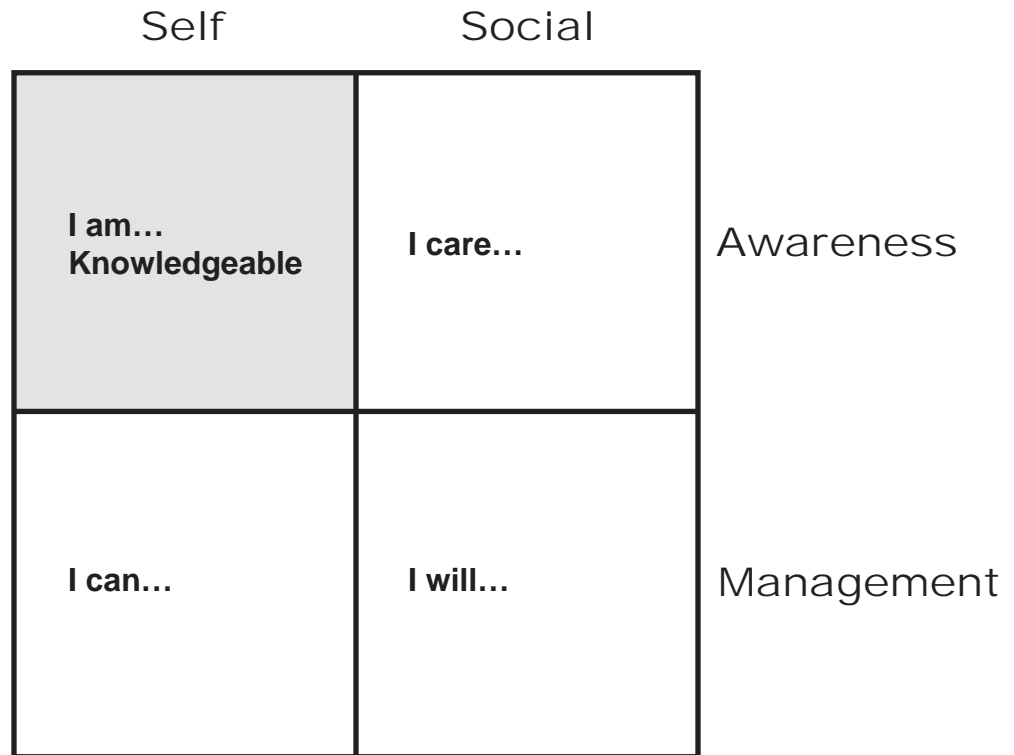 Self Social
I am…
Knowledgeable
I care…
Awareness
I can…
I will…
Management